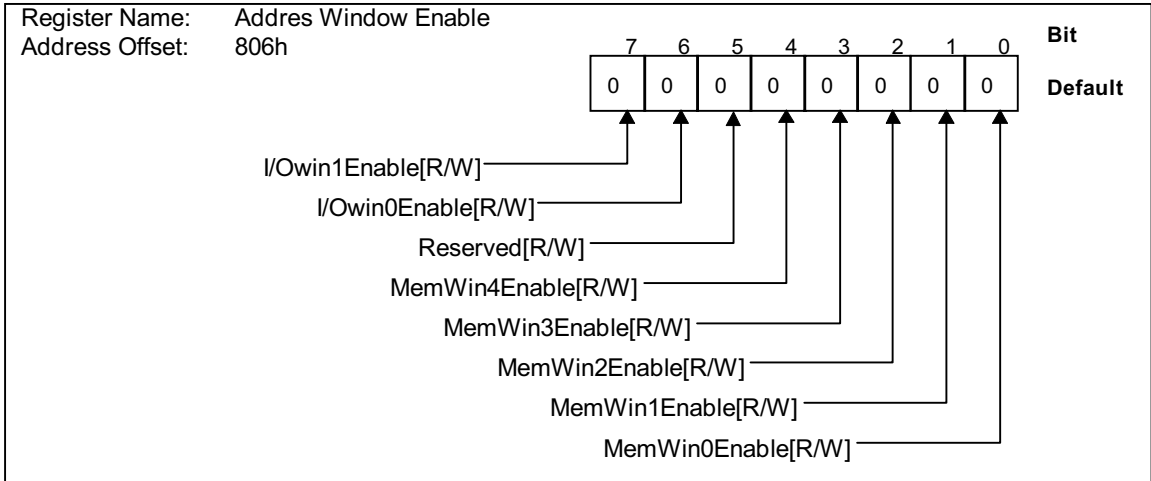 Register Name: Addres Window Enable
Address Offset: 806h
7 6 5 4 3 2 1 0 Bit
0 0 0 0 0 0 0 0 Default
I/Owin1Enable[R/W]
I/Owin0Enable[R/W]
Reserved[R/W]
MemWin4Enable[R/W]
MemWin3Enable[R/W]
MemWin2Enable[R/W]
MemWin1Enable[R/W]
MemWin0Enable[R/W]